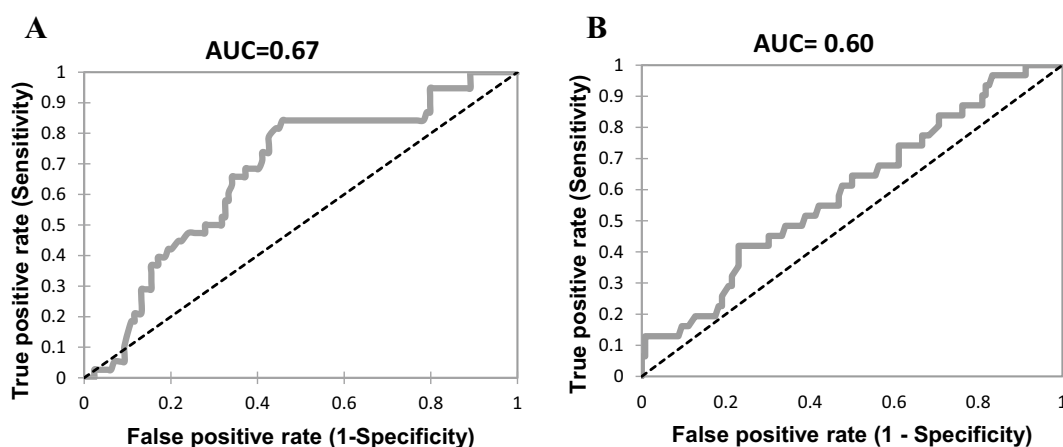 A
AUC=0.67
True positive rate (Sensitivity)
1
0.9
0.8
0.7
0.6
0.5
0.4
0.3
0.2
0.1
0
0 0.2 0.4 0.6 0.8 1
False positive rate (1-Specificity)
B
AUC= 0.60
True positive rate (Sensitivity)
1
0.9
0.8
0.7
0.6
0.5
0.4
0.3
0.2
0.1
0
0 0.2 0.4 0.6 0.8 1
False positive rate (1 - Specificity)